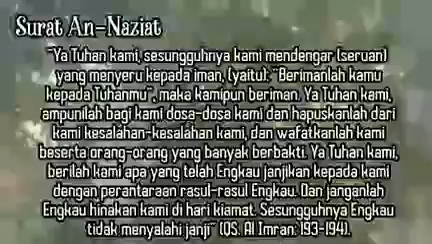 Surat An-Naziat
"Ya Tuhan kami, sesungguhnya kami mendengar (seruan)
yang menyeru kepada iman, (yaitu): "Berimanlah kamu
kepada Tuhanmu", maka kamipun beriman. Ya Tuhan kami,
ampunilah bagi kami dosa-dosa kami dan hapuskanlah dari
kami kesalahan-kesalahan kami, dan wafatkanlah kami
beserta orang-orang yang banyak berbakti. Ya Tuhan kami,
berilah kami apa yang telah Engkau janjikan kepada kami
dengan perantaraan rasul-rasul Engkau. Dan janganlah
Engkau hinakan kami di hari kiamat. Sesungguhnya Engkau
tidak menyalahi janji" (QS. Al Imran: 193-194).